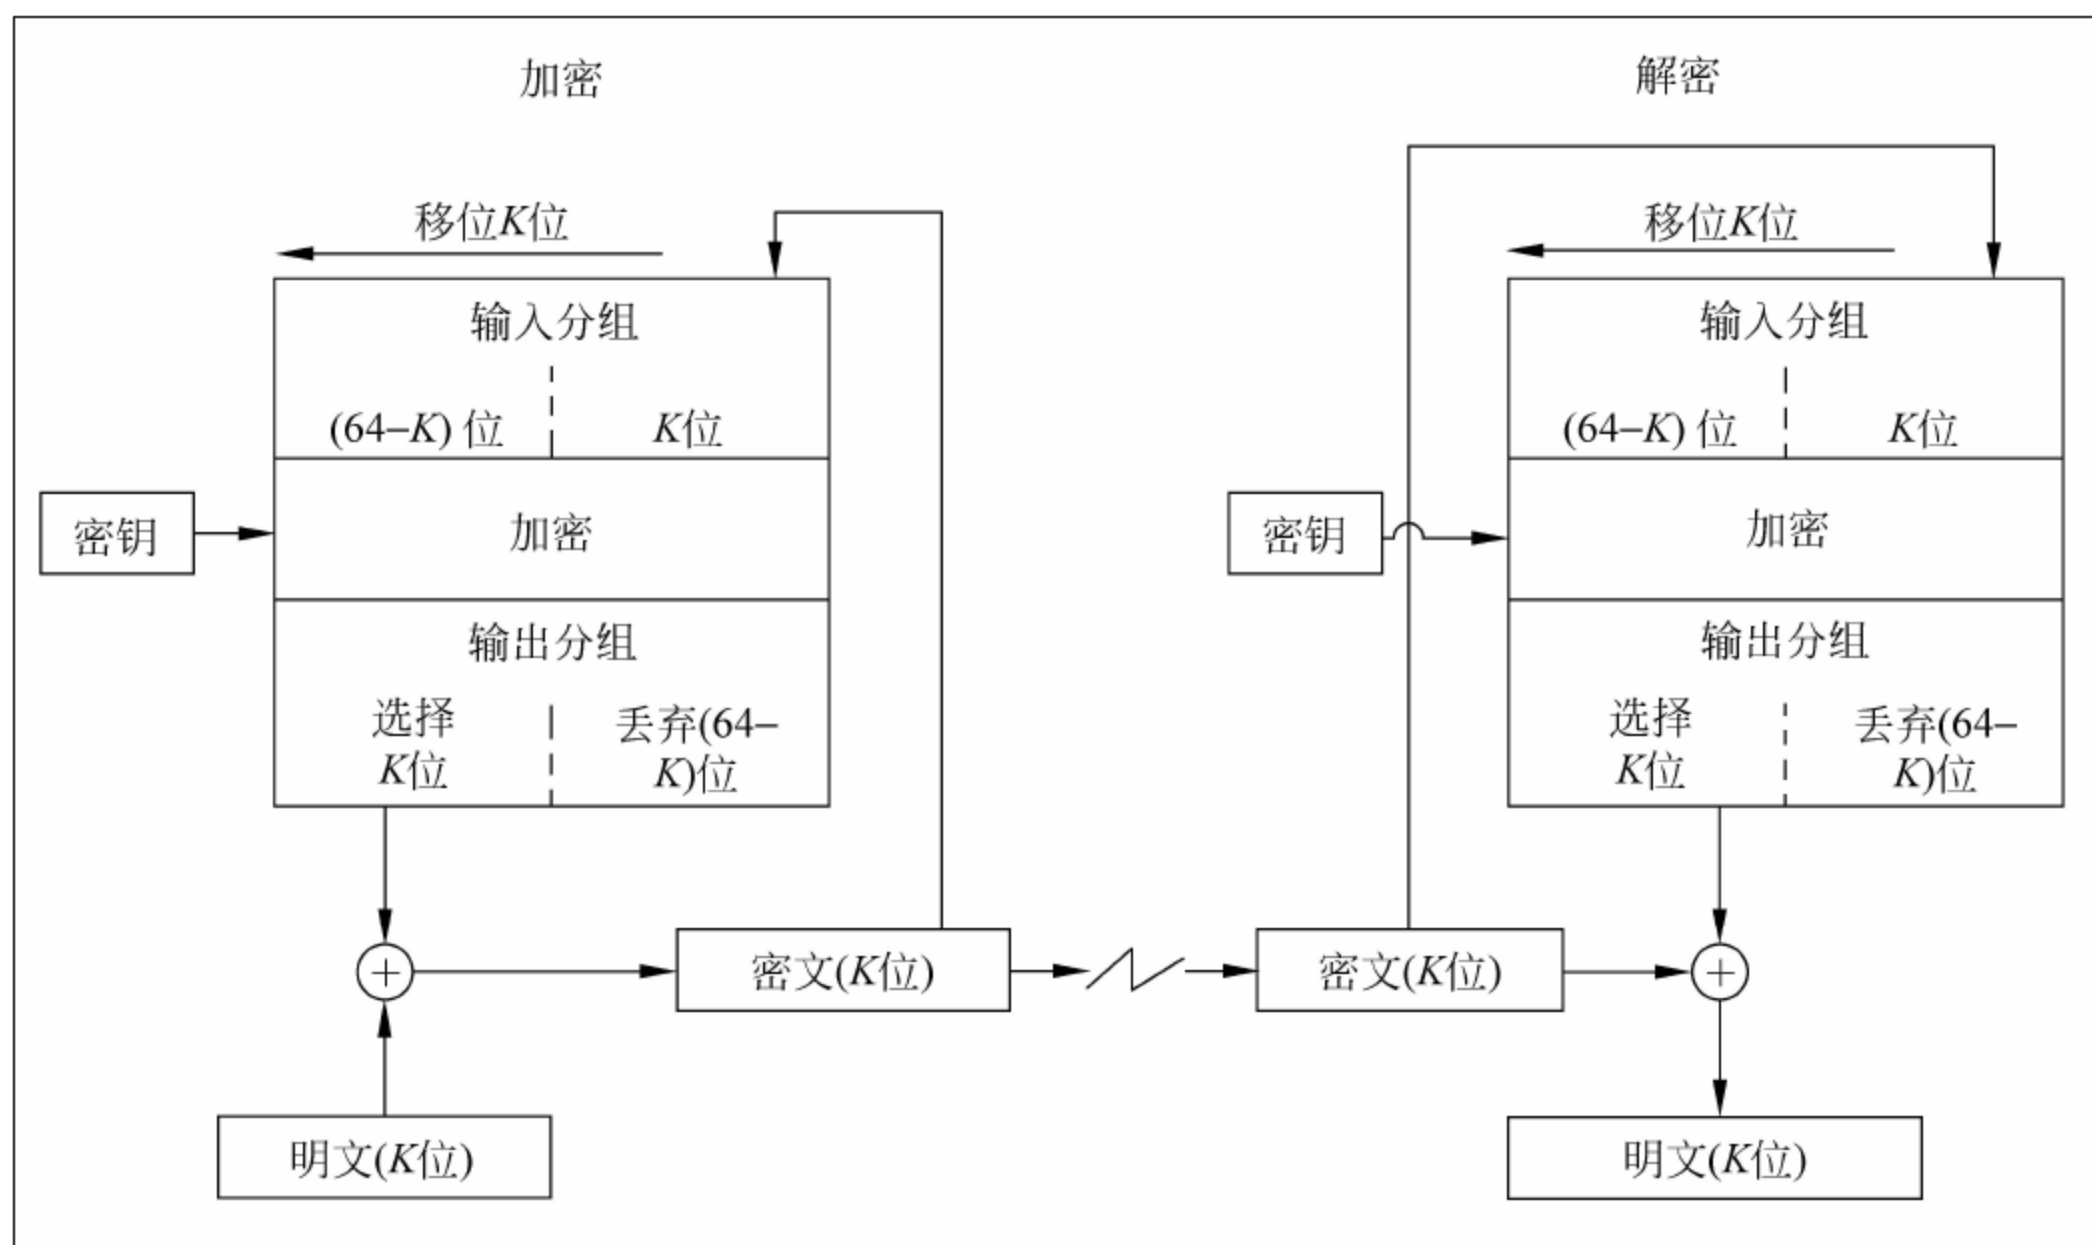 加密
移位K位
输入分组
(64–K) 位
K位
密钥
加密
输出分组
选择
K位
丢弃(64–
K)位
密文(K位)
明文(K位)
解密
移位K位
输入分组
(64–K) 位
K位
密钥
加密
输出分组
选择
K位
丢弃(64–
K)位
密文(K位)
明文(K位)